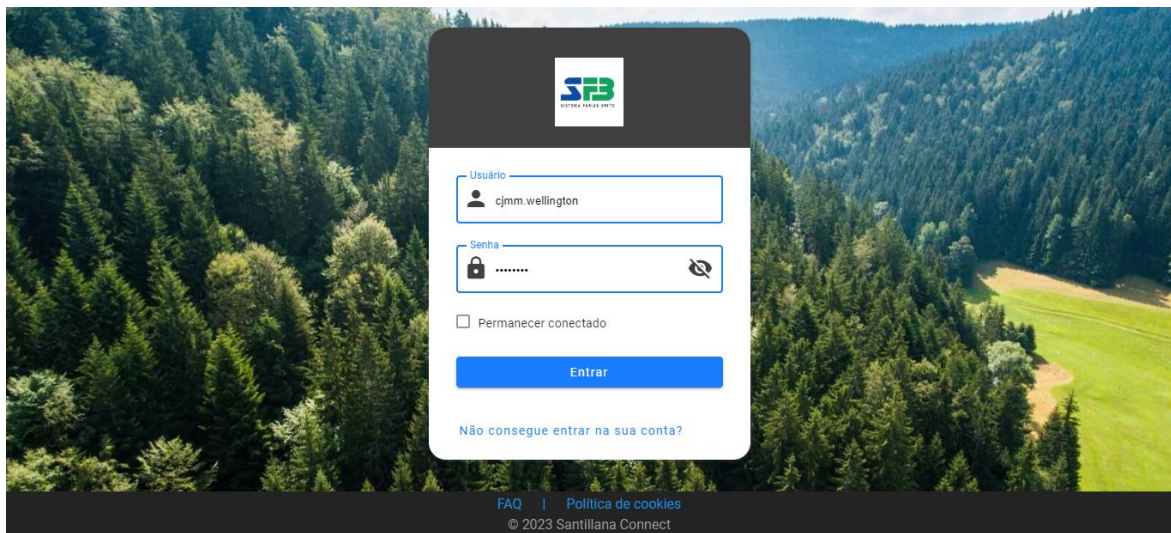 SFB
SISTEMA FARIAS BRITO
Usuário
cjmm.wellington
Senha
••••••••
Permanecer conectado
Entrar
Não consegue entrar na sua conta?
FAQ | Política de cookies
© 2023 Santillana Connect